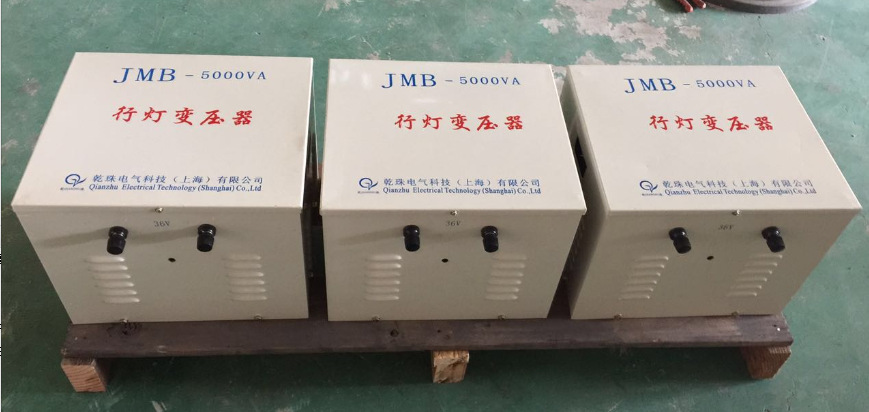 JMB - 5000VA
行灯变压器
乾珠电气科技（上海）有限公司
Qianzhu Electrical Technology (Shanghai) Co.,Ltd
36V
JMB - 5000VA
行灯变压器
乾珠电气科技（上海）有限公司
Qianzhu Electrical Technology (Shanghai) Co.,Ltd
36V
JMB - 5000VA
行灯变压器
乾珠电气科技（上海）有限公司
Qianzhu Electrical Technology (Shanghai) Co.,Ltd